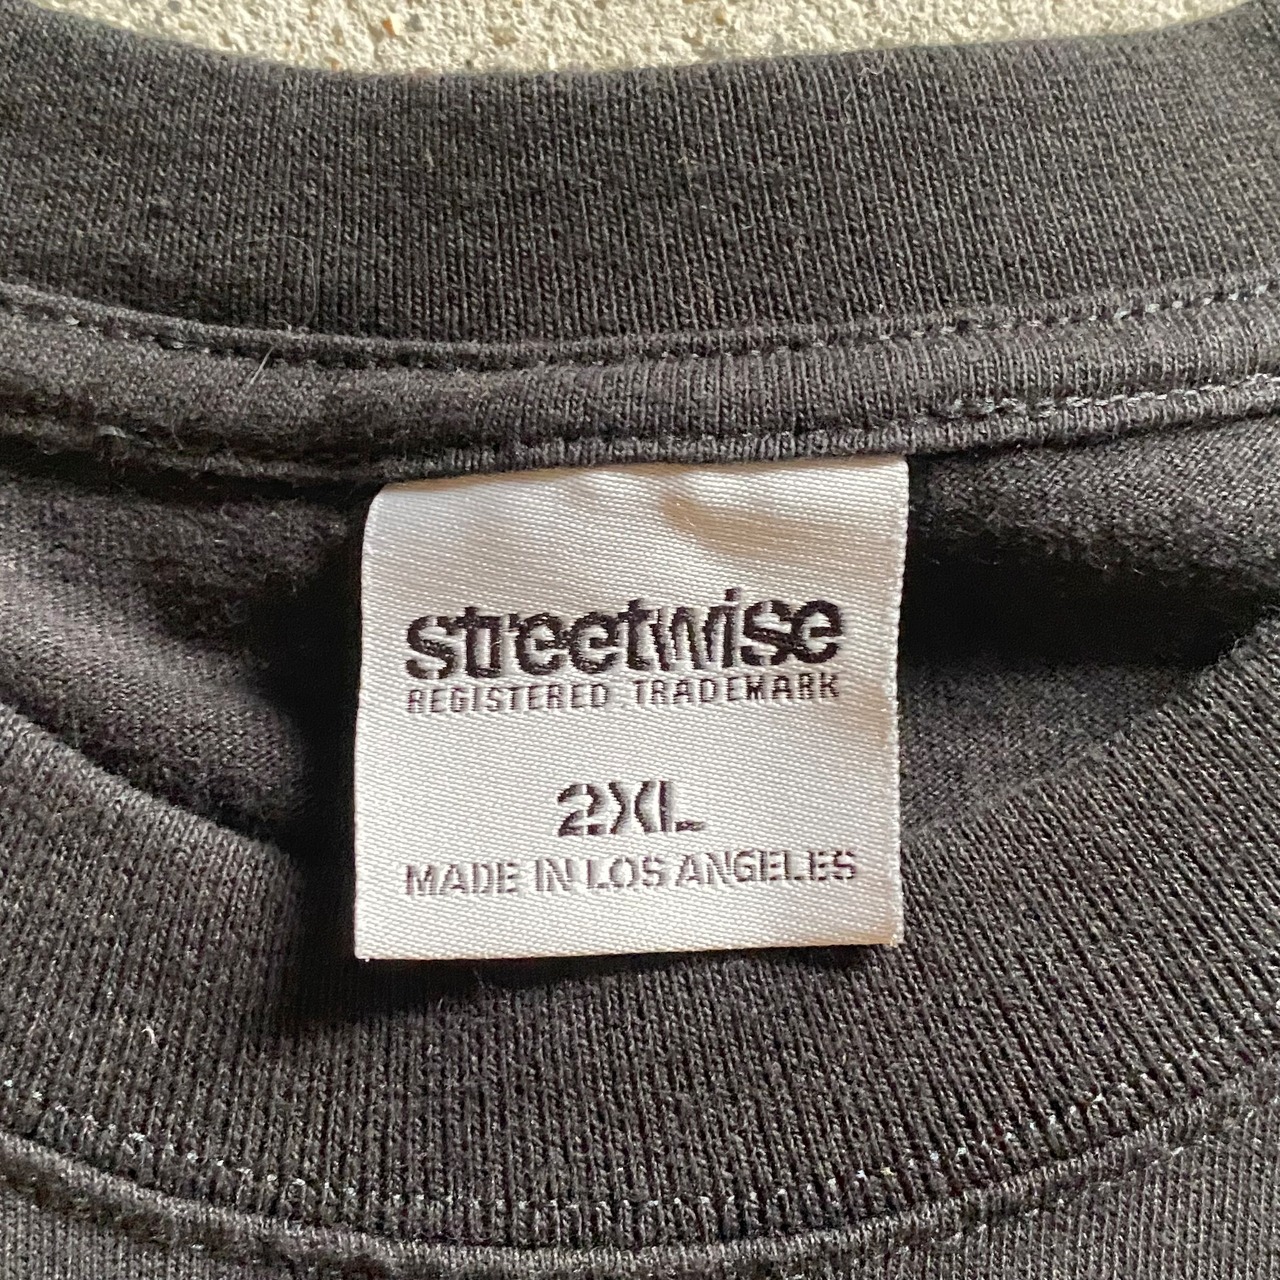 streetwise
REGISTERED TRADEMARK
2XL
MADE IN LOS ANGELES